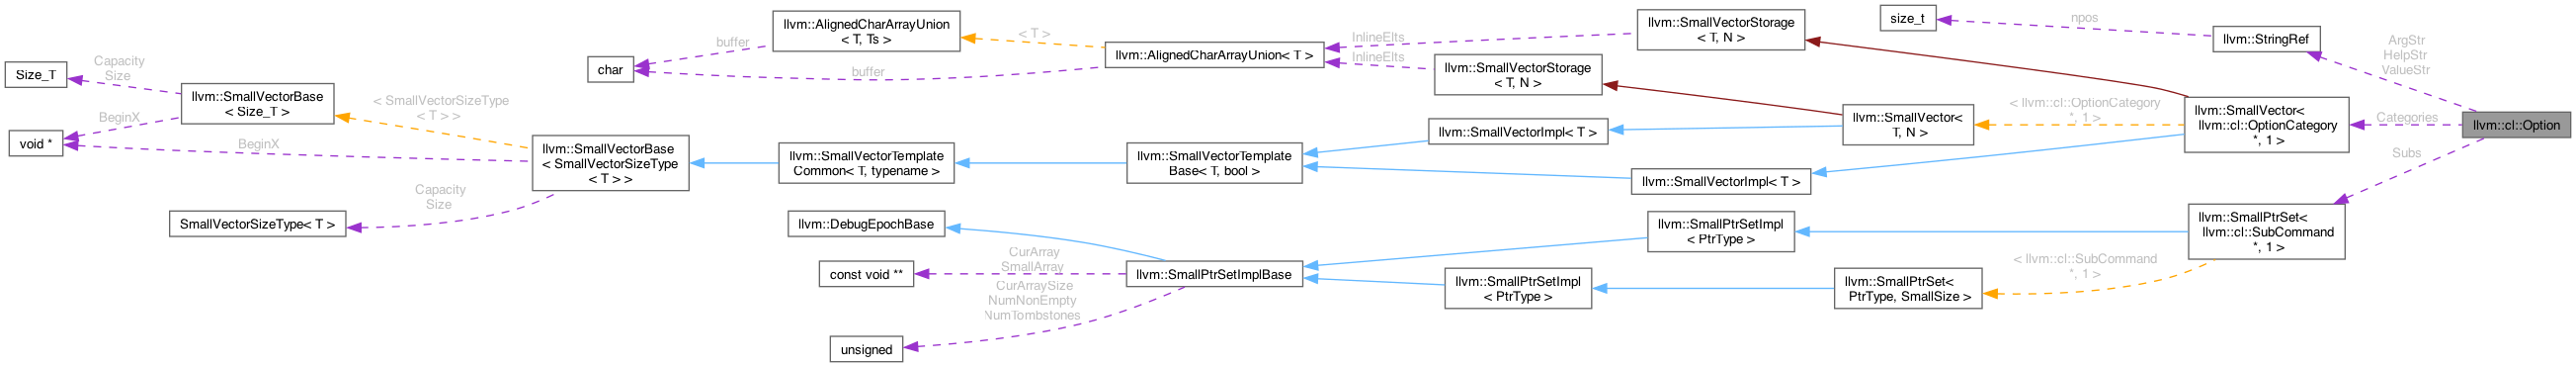 Size_T
void *
Capacity
Size
BeginX
llvm::SmallVectorBase
< Size_T >
< SmallVectorSizeType
< T > >
BeginX
Capacity
Size
SmallVectorSizeType< T >
llvm::SmallVectorBase
< SmallVectorSizeType
< T > >
char
buffer
buffer
llvm::AlignedCharArrayUnion
< T, Ts >
< T >
llvm::AlignedCharArrayUnion< T >
InlineElts
InlineElts
llvm::SmallVectorStorage
< T, N >
llvm::SmallVectorStorage
< T, N >
llvm::SmallVectorTemplate
Common< T, typename >
llvm::SmallVectorTemplate
Base< T, bool >
llvm::SmallVectorImpl< T >
llvm::SmallVectorImpl< T >
llvm::SmallVector<
T, N >
< llvm::cl::OptionCategory
*, 1 >
llvm::SmallVector<
llvm::cl::OptionCategory
*, 1 >
size_t
npos
llvm::StringRef
ArgStr
HelpStr
ValueStr
Categories
Subs
llvm::cl::Option
llvm::DebugEpochBase
const void **
unsigned
CurArray
SmallArray
CurArraySize
NumNonEmpty
NumTombstones
llvm::SmallPtrSetImplBase
llvm::SmallPtrSetImpl
< PtrType >
llvm::SmallPtrSetImpl
< PtrType >
llvm::SmallPtrSet<
PtrType, SmallSize >
< llvm::cl::SubCommand
*, 1 >
llvm::SmallPtrSet<
llvm::cl::SubCommand
*, 1 >